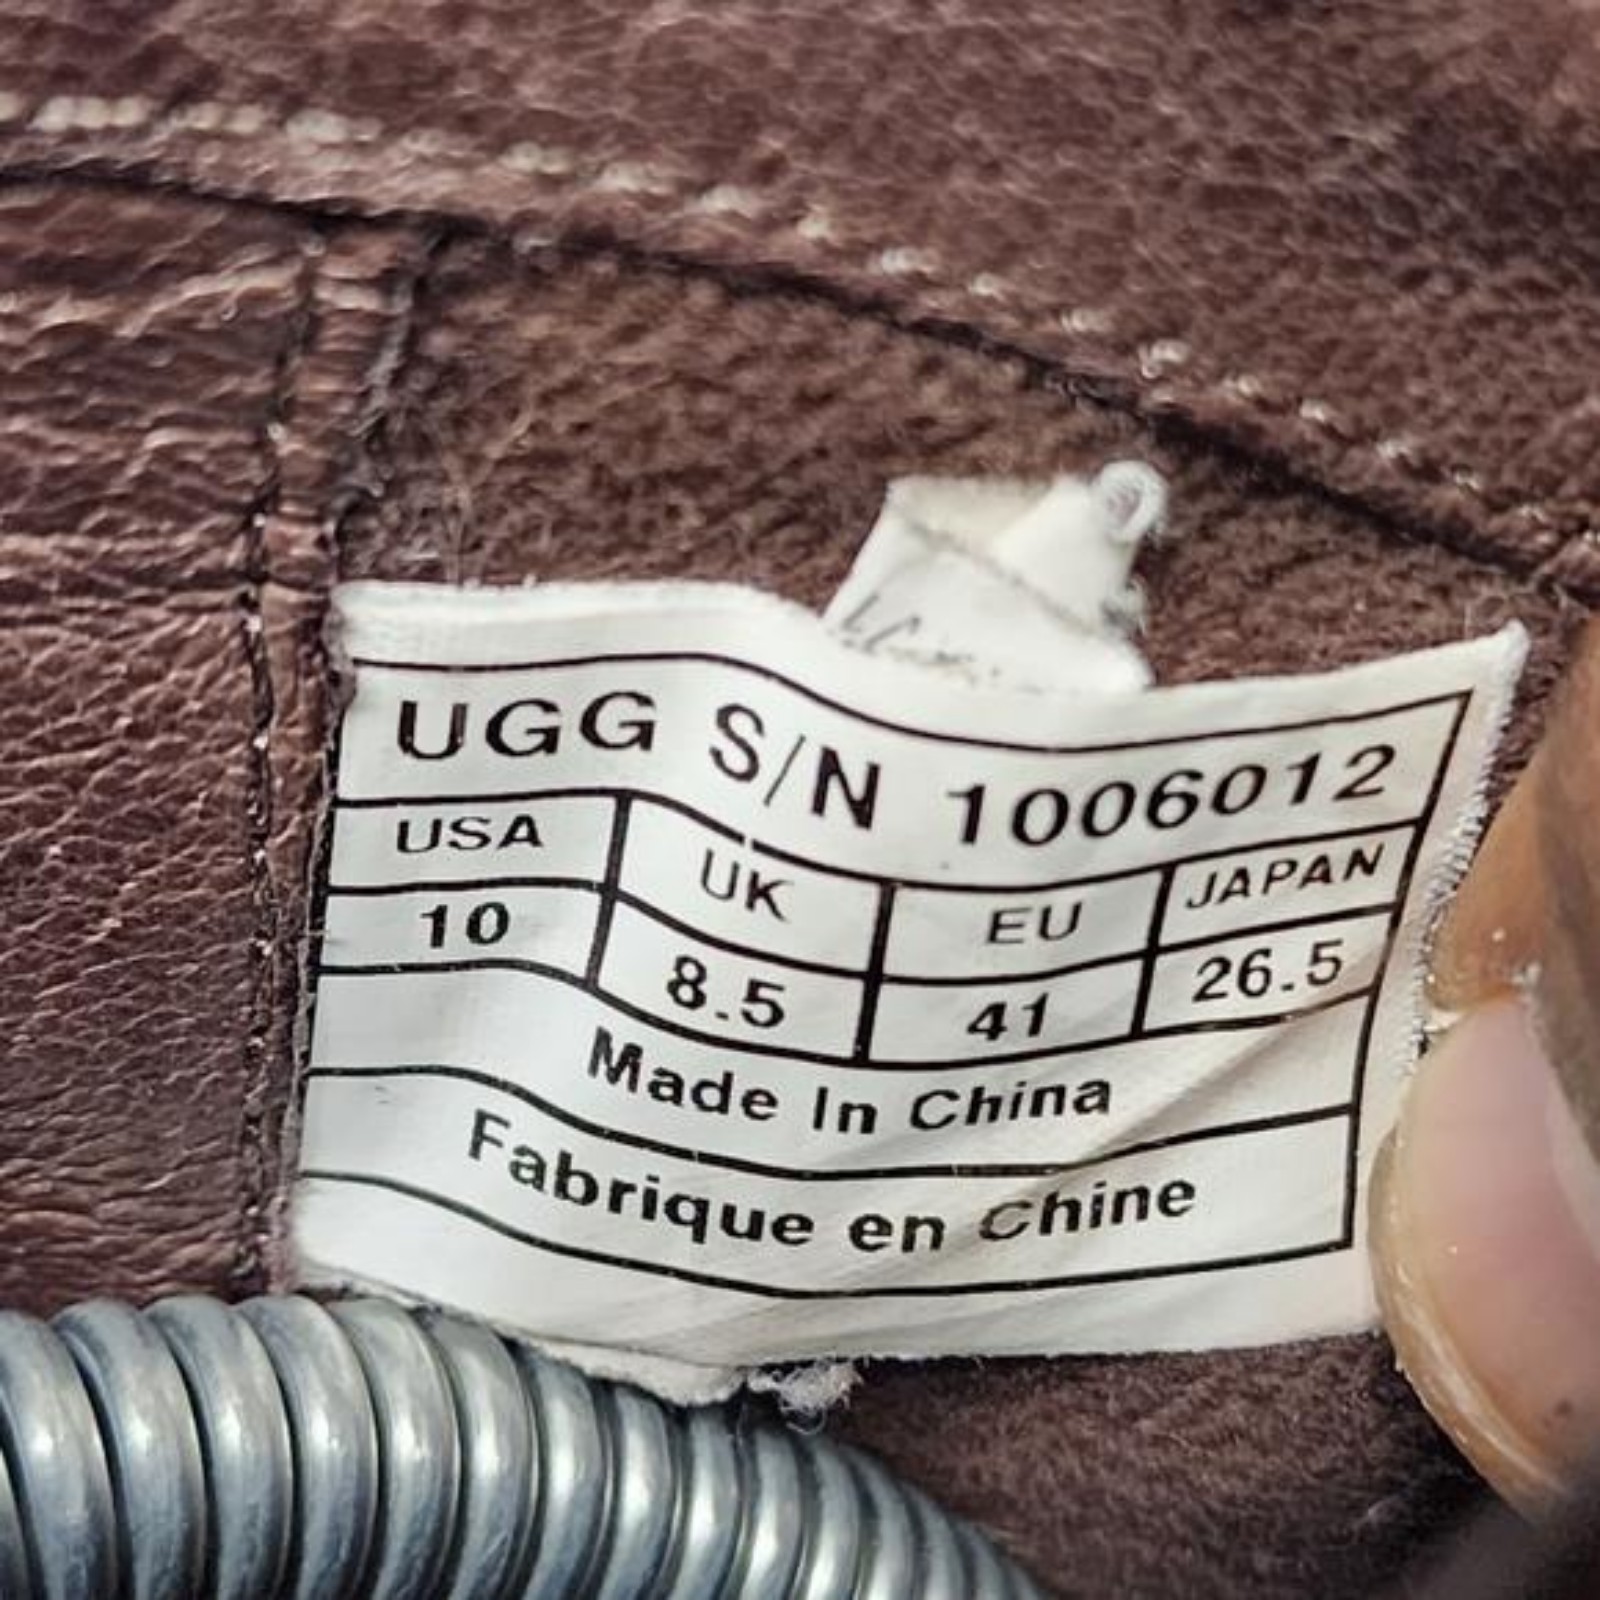 UGG S/N 1006012
USA UK EU JAPAN
10 8.5 41 26.5
Made In China
Fabrique en Chine